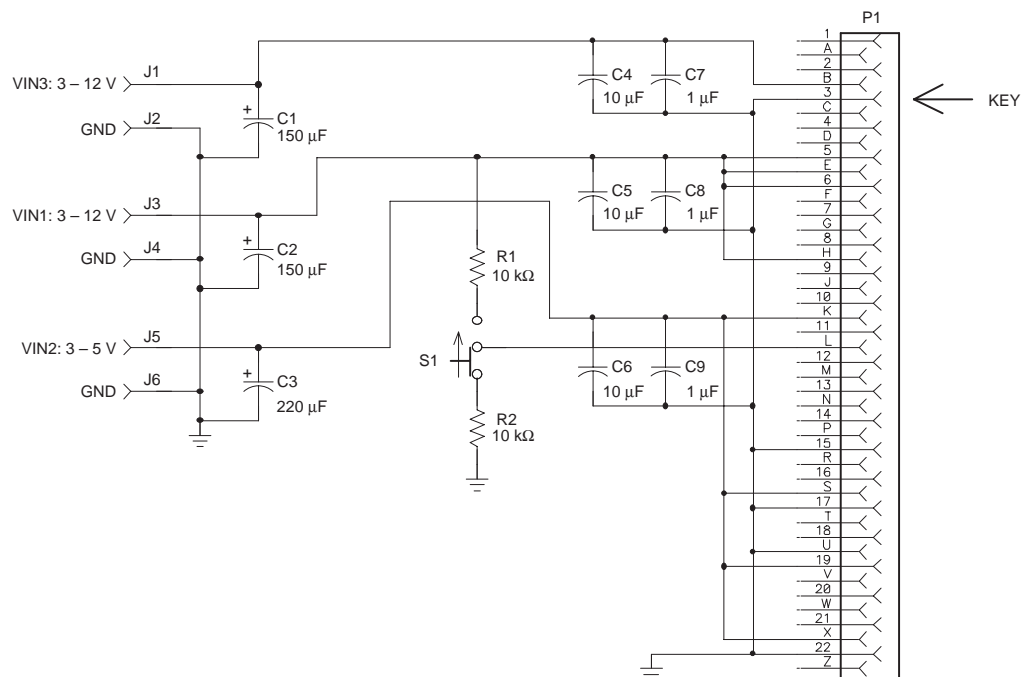 P1
KEY
VIN3: 3 – 12 V
J1
GND
J2
VIN1: 3 – 12 V
J3
GND
J4
VIN2: 3 – 5 V
J5
GND
J6
+
C1
150 μF
+
C2
150 μF
+
C3
220 μF
C4
10 μF
C7
1 μF
C5
10 μF
C8
1 μF
C6
10 μF
C9
1 μF
R1
10 kΩ
S1
R2
10 kΩ
1
A
2
B
3
C
4
D
5
E
6
F
7
G
8
H
9
J
10
K
11
L
12
M
13
N
14
P
15
R
16
S
17
T
18
U
19
V
20
W
21
X
22
Z